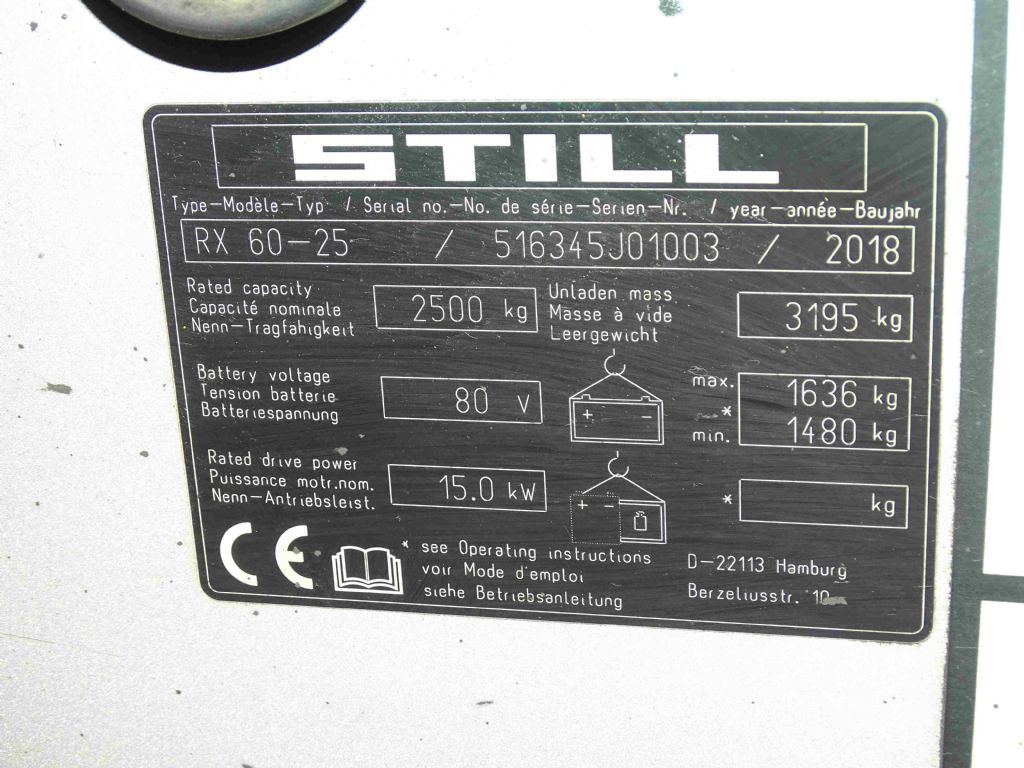 STILL
Type-Modèle-Typ / Serial no.-No. de série-Serien-Nr. / year-année-Baujahr
RX 60-25 / 516345J01003 / 2018
Rated capacity
Capacité nominale
Nenn-Tragfähigkeit
2500 kg
Unladen mass
Masse à vide
Leergewicht
3195 kg
Battery voltage
Tension batterie
Batteriespannung
80 V
+ −
max.
*
min.
1636 kg
1480 kg
Rated drive power
Puissance motr.nom.
Nenn-Antriebsleist.
15.0 kW
+ −
*
kg
CE
* see Operating instructions
voir Mode d'emploi
siehe Betriebsanleitung
D-22113 Hamburg
Berzeliusstr. 10